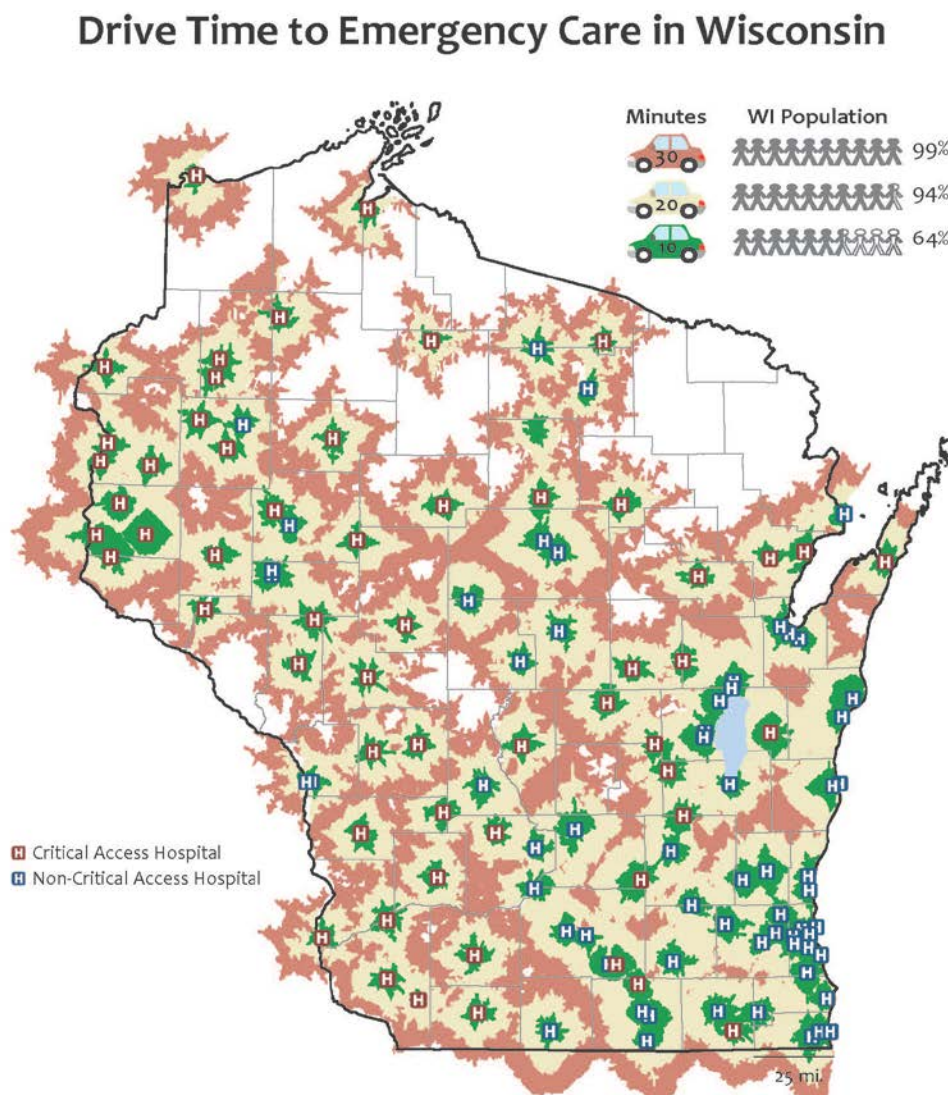 Drive Time to Emergency Care in Wisconsin
Minutes WI Population
30 99%
20 94%
10 64%
H Critical Access Hospital
H Non-Critical Access Hospital
25 mi.